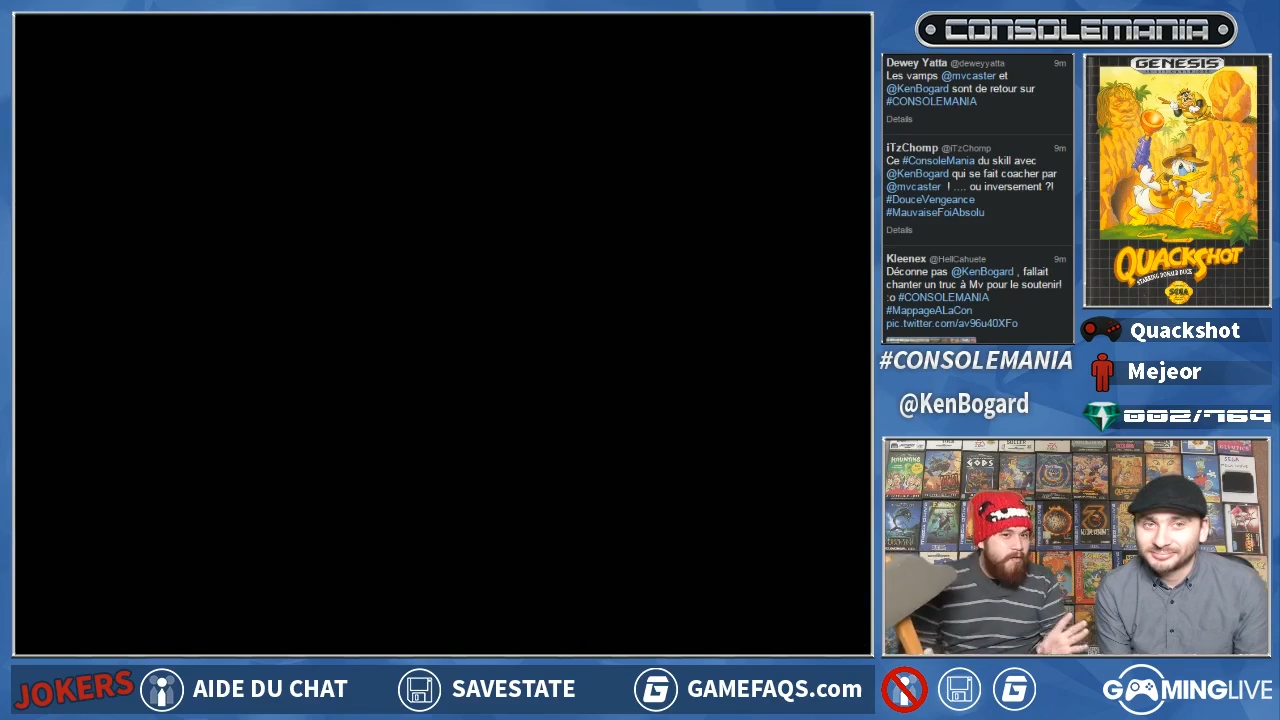 CONSOLEMANIA
Dewey Yatta @deweyyatta 9m
Les vamps @mvcaster et
@KenBogard sont de retour sur
#CONSOLEMANIA
Details
iTzChomp @iTzChomp 9m
Ce #ConsoleMania du skill avec
@KenBogard qui se fait coacher par
@mvcaster ! .... ou inversement ?!
#DouceVengeance
#MauvaiseFoiAbsolu
Details
Kleenex @HellCahuete 9m
Déconne pas @KenBogard , fallait
chanter un truc à Mv pour le soutenir!
:o #CONSOLEMANIA
#MappageALaCon
pic.twitter.com/av96u40XFo
GENESIS
QUACKSHOT
STARRING DONALD DUCK
SEGA
#CONSOLEMANIA
@KenBogard
Quackshot
Mejeor
002/769
GODS
JOKERS
AIDE DU CHAT
SAVESTATE
GAMEFAQS.com
GAMINGLIVE